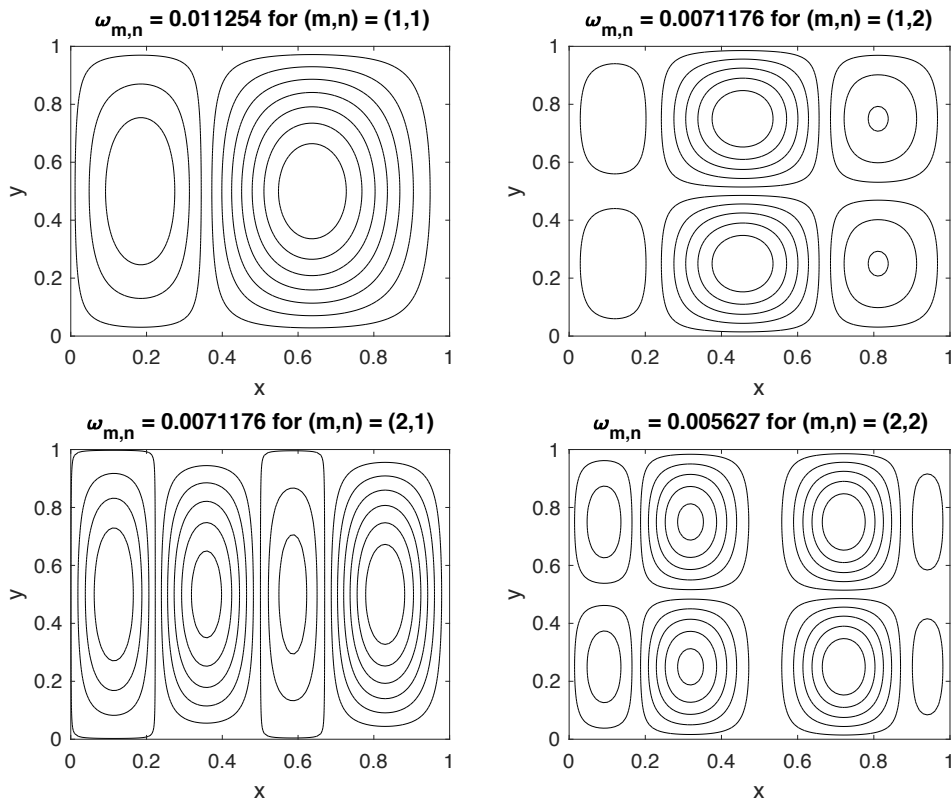 ω_{m,n} = 0.011254 for (m,n) = (1,1)
1
0.8
0.6
0.4
0.2
0
y
0 0.2 0.4 0.6 0.8 1
x
ω_{m,n} = 0.0071176 for (m,n) = (1,2)
1
0.8
0.6
0.4
0.2
0
y
0 0.2 0.4 0.6 0.8 1
x
ω_{m,n} = 0.0071176 for (m,n) = (2,1)
1
0.8
0.6
0.4
0.2
0
y
0 0.2 0.4 0.6 0.8 1
x
ω_{m,n} = 0.005627 for (m,n) = (2,2)
1
0.8
0.6
0.4
0.2
0
y
0 0.2 0.4 0.6 0.8 1
x